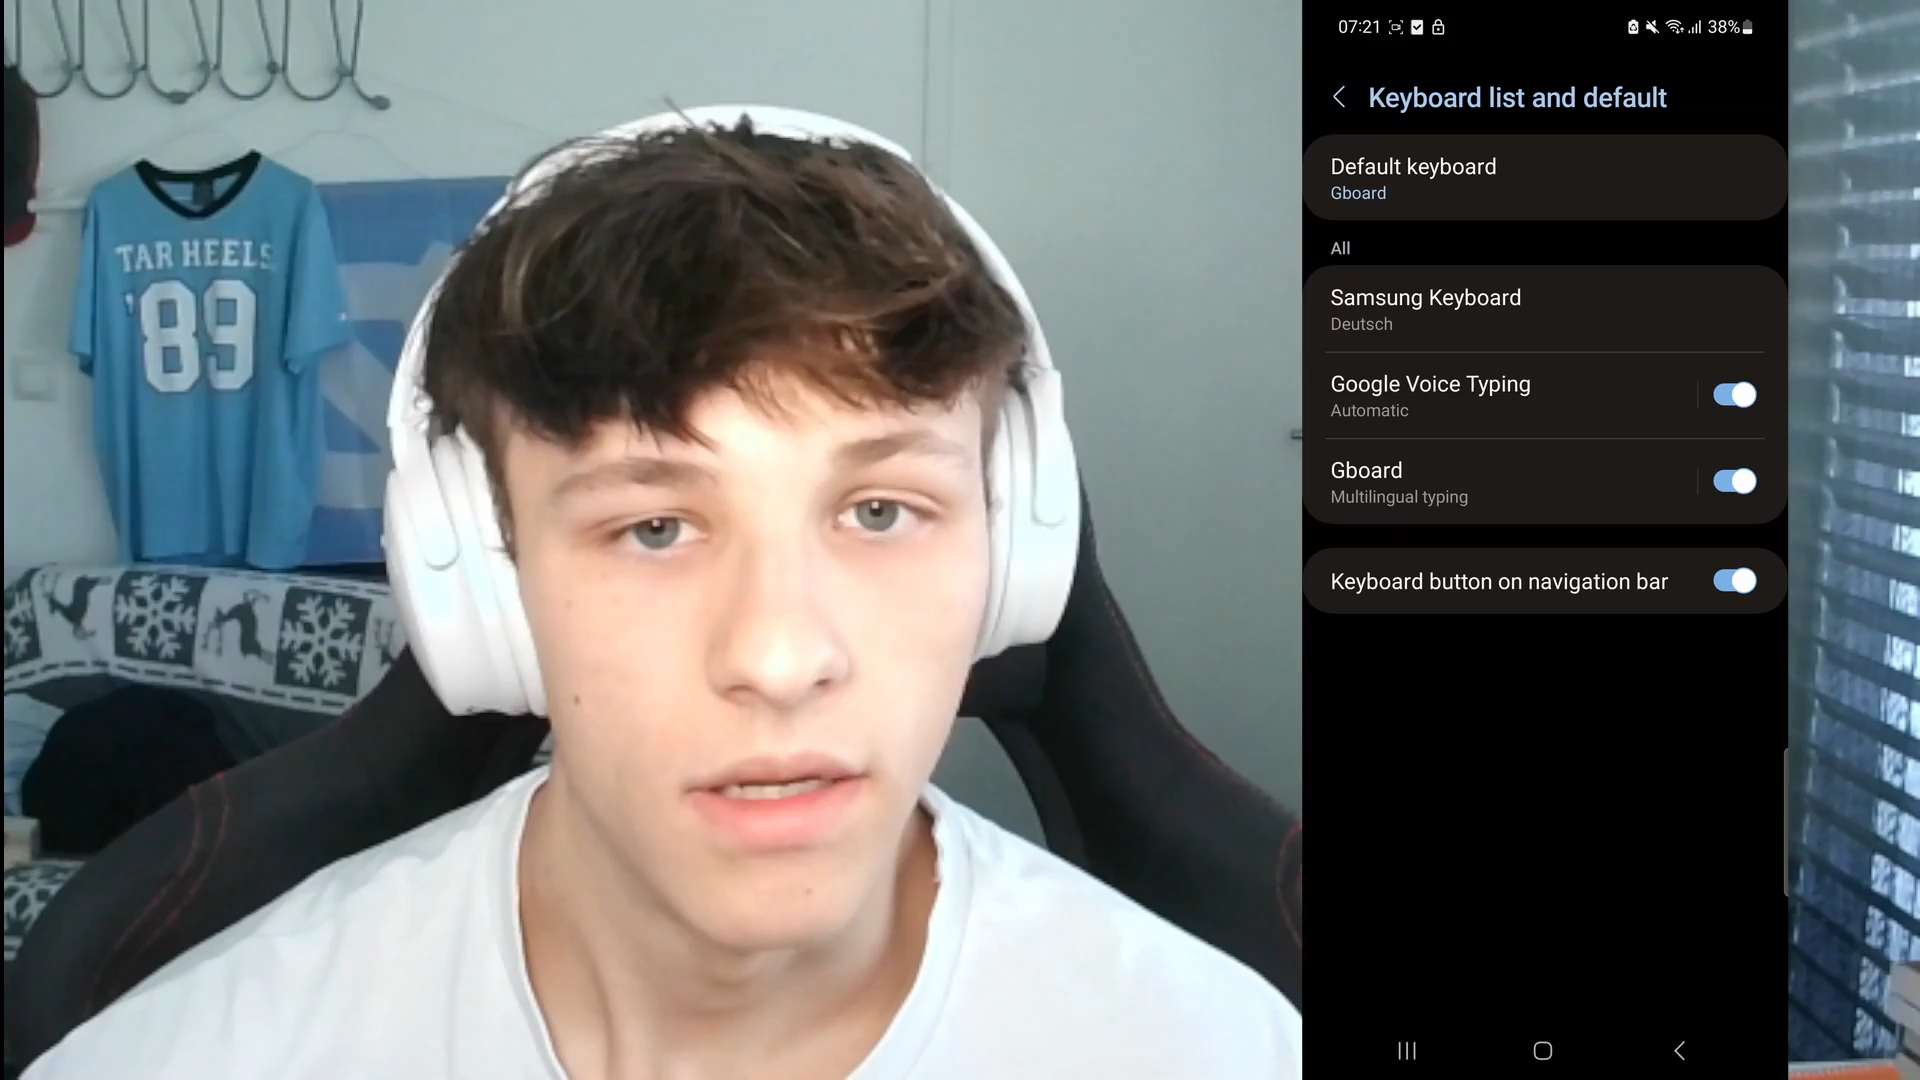 TAR HEELS
'89
07:21
38%
Keyboard list and default
Default keyboard
Gboard
All
Samsung Keyboard
Deutsch
Google Voice Typing
Automatic
Gboard
Multilingual typing
Keyboard button on navigation bar